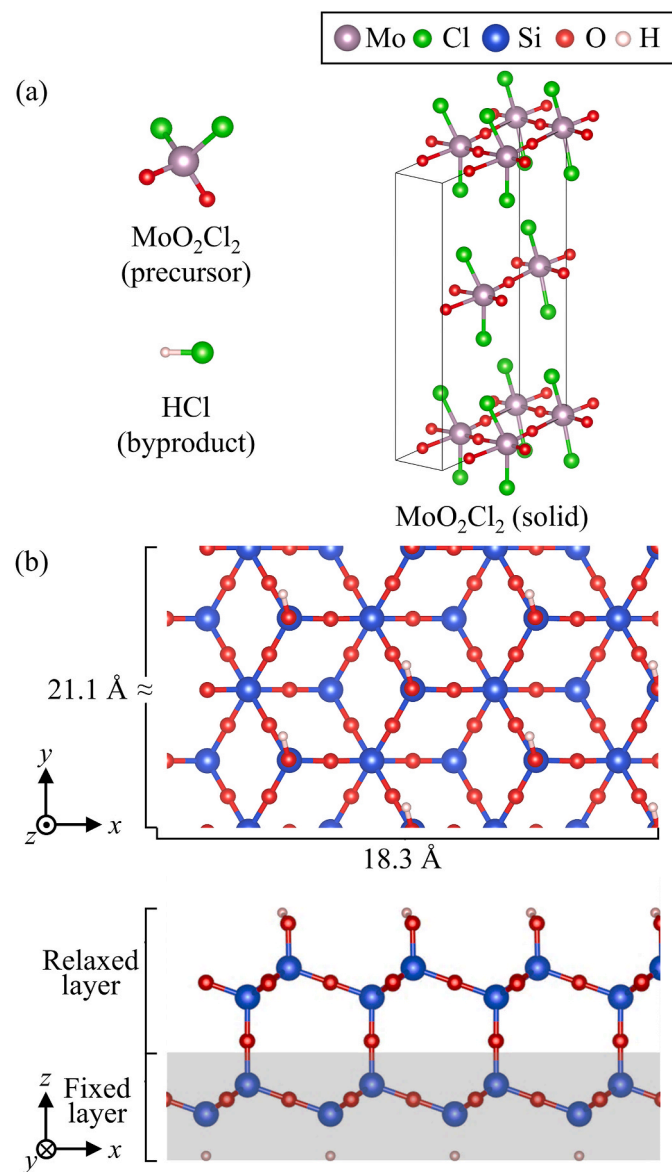 Mo Cl Si O H
(a)
MoO₂Cl₂
(precursor)
HCl
(byproduct)
MoO₂Cl₂ (solid)
(b)
21.1 Å ≈
y
z x
18.3 Å
Relaxed
layer
Fixed
layer
z
y x